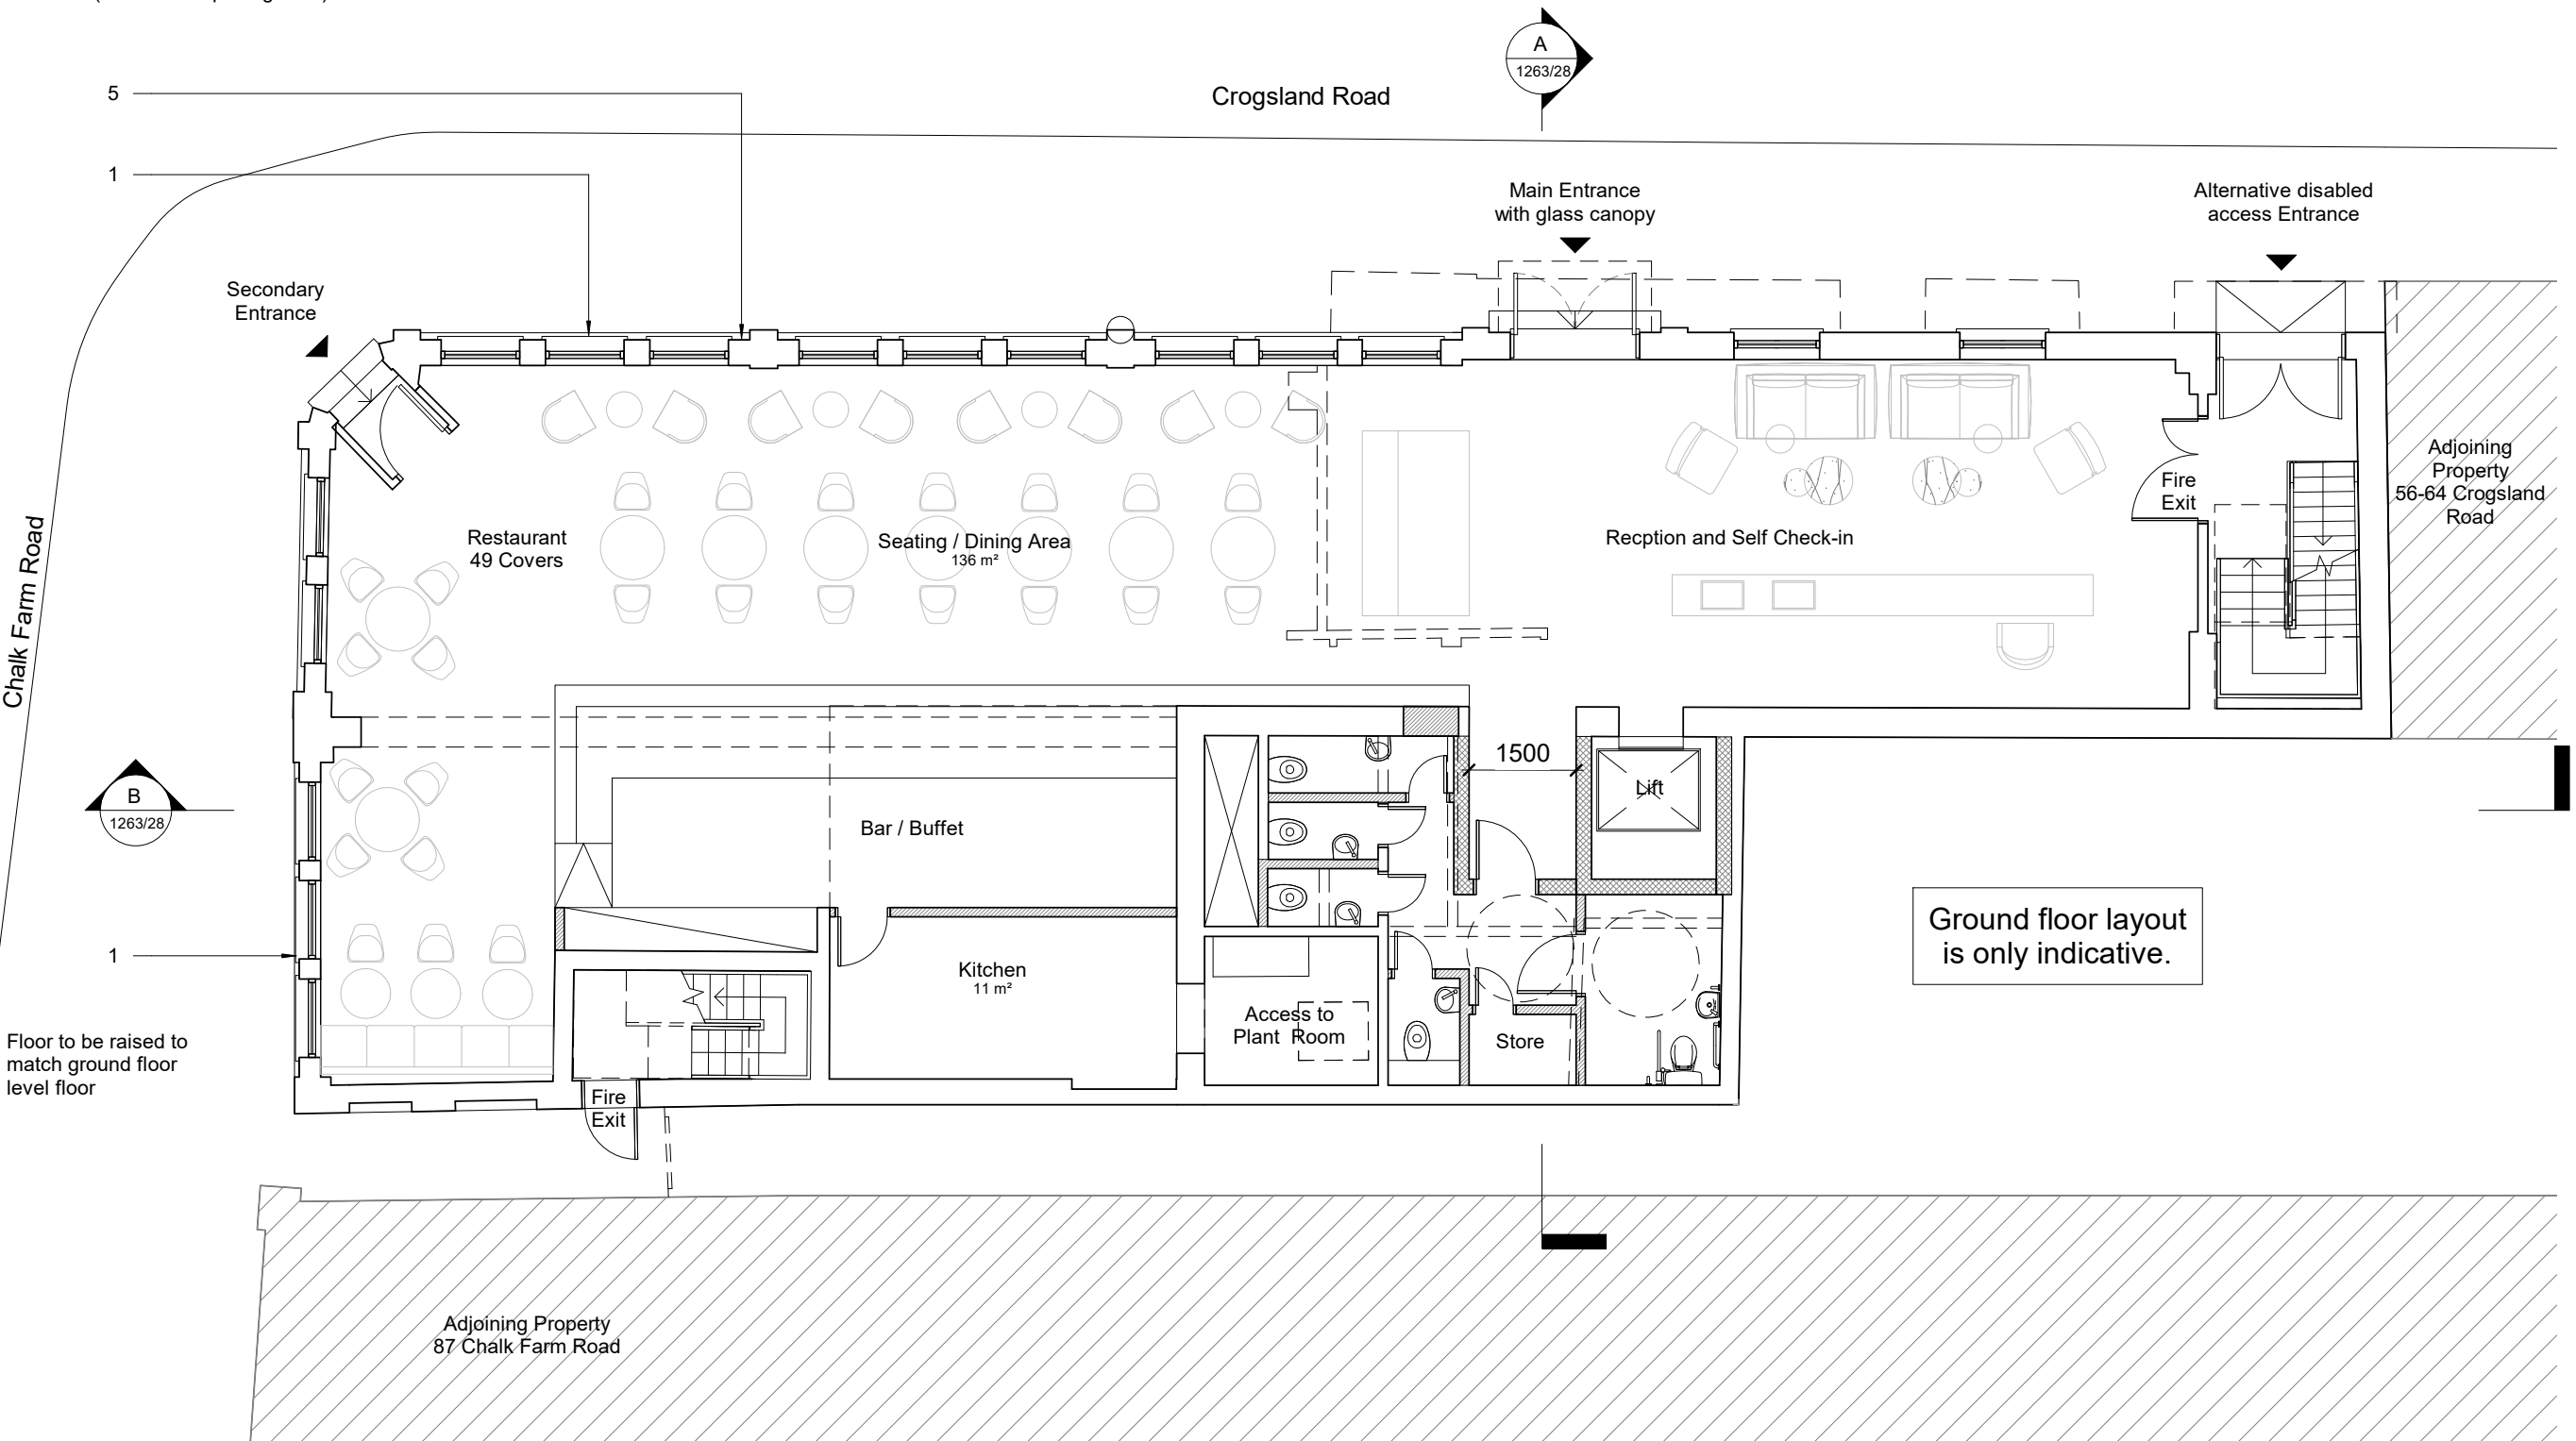 5
Crogsland Road
A
1263/28
1
Main Entrance
with glass canopy
Alternative disabled
access Entrance
Secondary
Entrance
Chalk Farm Road
Restaurant
49 Covers
Seating / Dining Area
136 m²
Recption and Self Check-in
Fire
Exit
Adjoining
Property
56-64 Crogsland
Road
B
1263/28
1500
Lift
Bar / Buffet
Ground floor layout
is only indicative.
1
Kitchen
11 m²
Access to
Plant Room
Store
Floor to be raised to
match ground floor
level floor
Fire
Exit
Adjoining Property
87 Chalk Farm Road